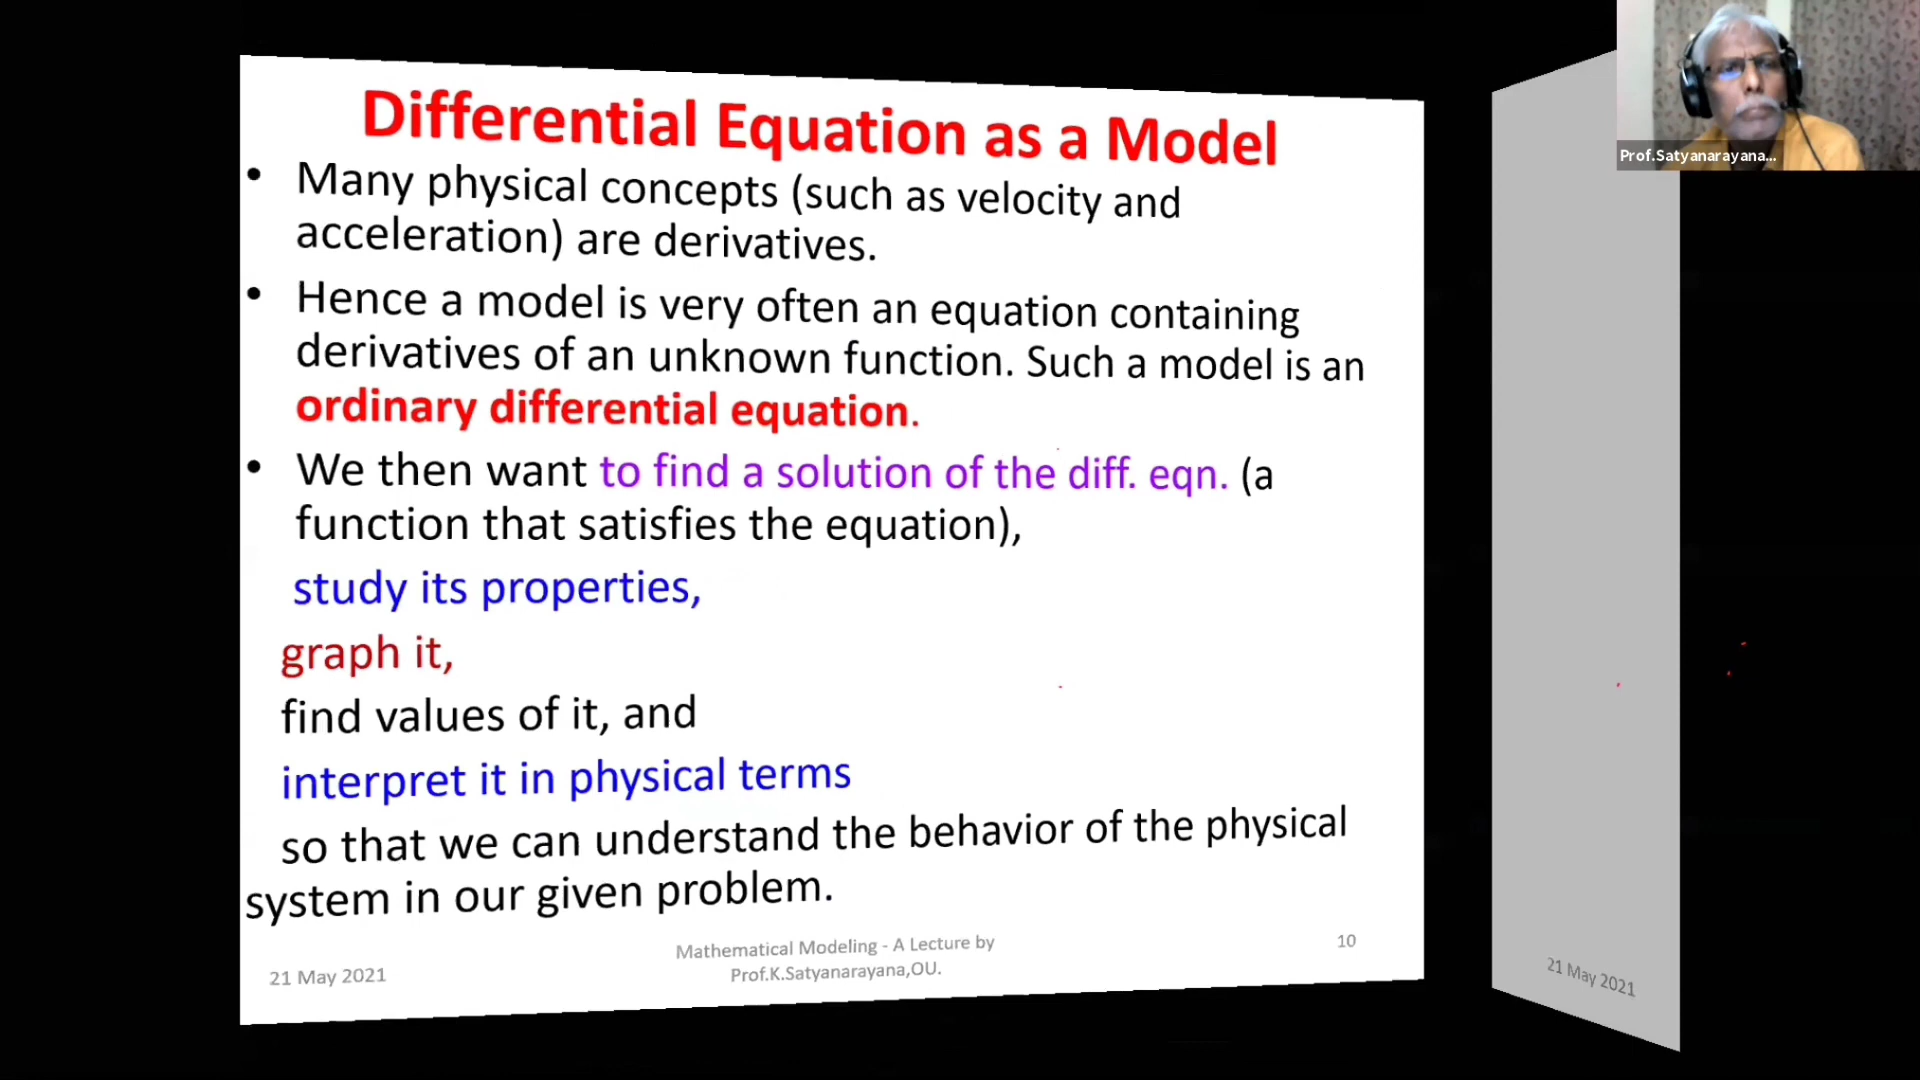 Differential Equation as a Model
• Many physical concepts (such as velocity and
acceleration) are derivatives.
• Hence a model is very often an equation containing
derivatives of an unknown function. Such a model is an
ordinary differential equation.
• We then want to find a solution of the diff. eqn. (a
function that satisfies the equation),
study its properties,
graph it,
find values of it, and
interpret it in physical terms
so that we can understand the behavior of the physical
system in our given problem.
21 May 2021
Mathematical Modeling - A Lecture by
Prof.K.Satyanarayana,OU.
10
21 May 2021
Prof.Satyanarayana...